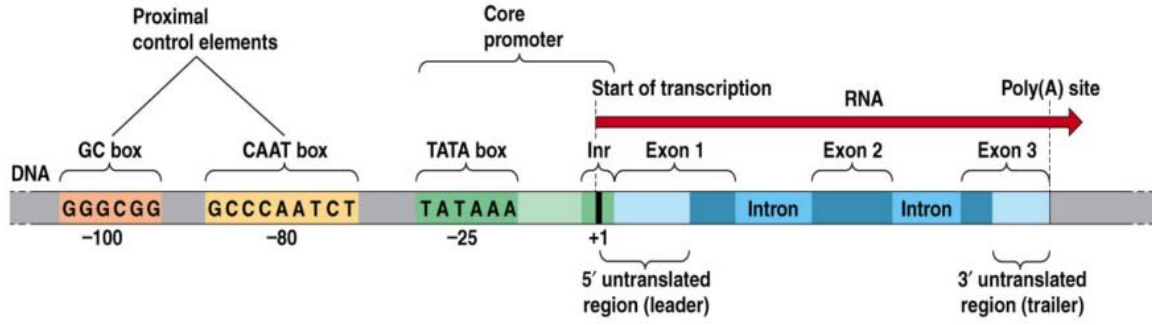 Proximal
control elements
Core
promoter
Start of transcription
RNA
Poly(A) site
GC box
CAAT box
TATA box
Inr
Exon 1
Exon 2
Exon 3
DNA
GGGCGG
GCCCAATCT
TATAAA
Intron
Intron
–100
–80
–25
+1
5′ untranslated
region (leader)
3′ untranslated
region (trailer)